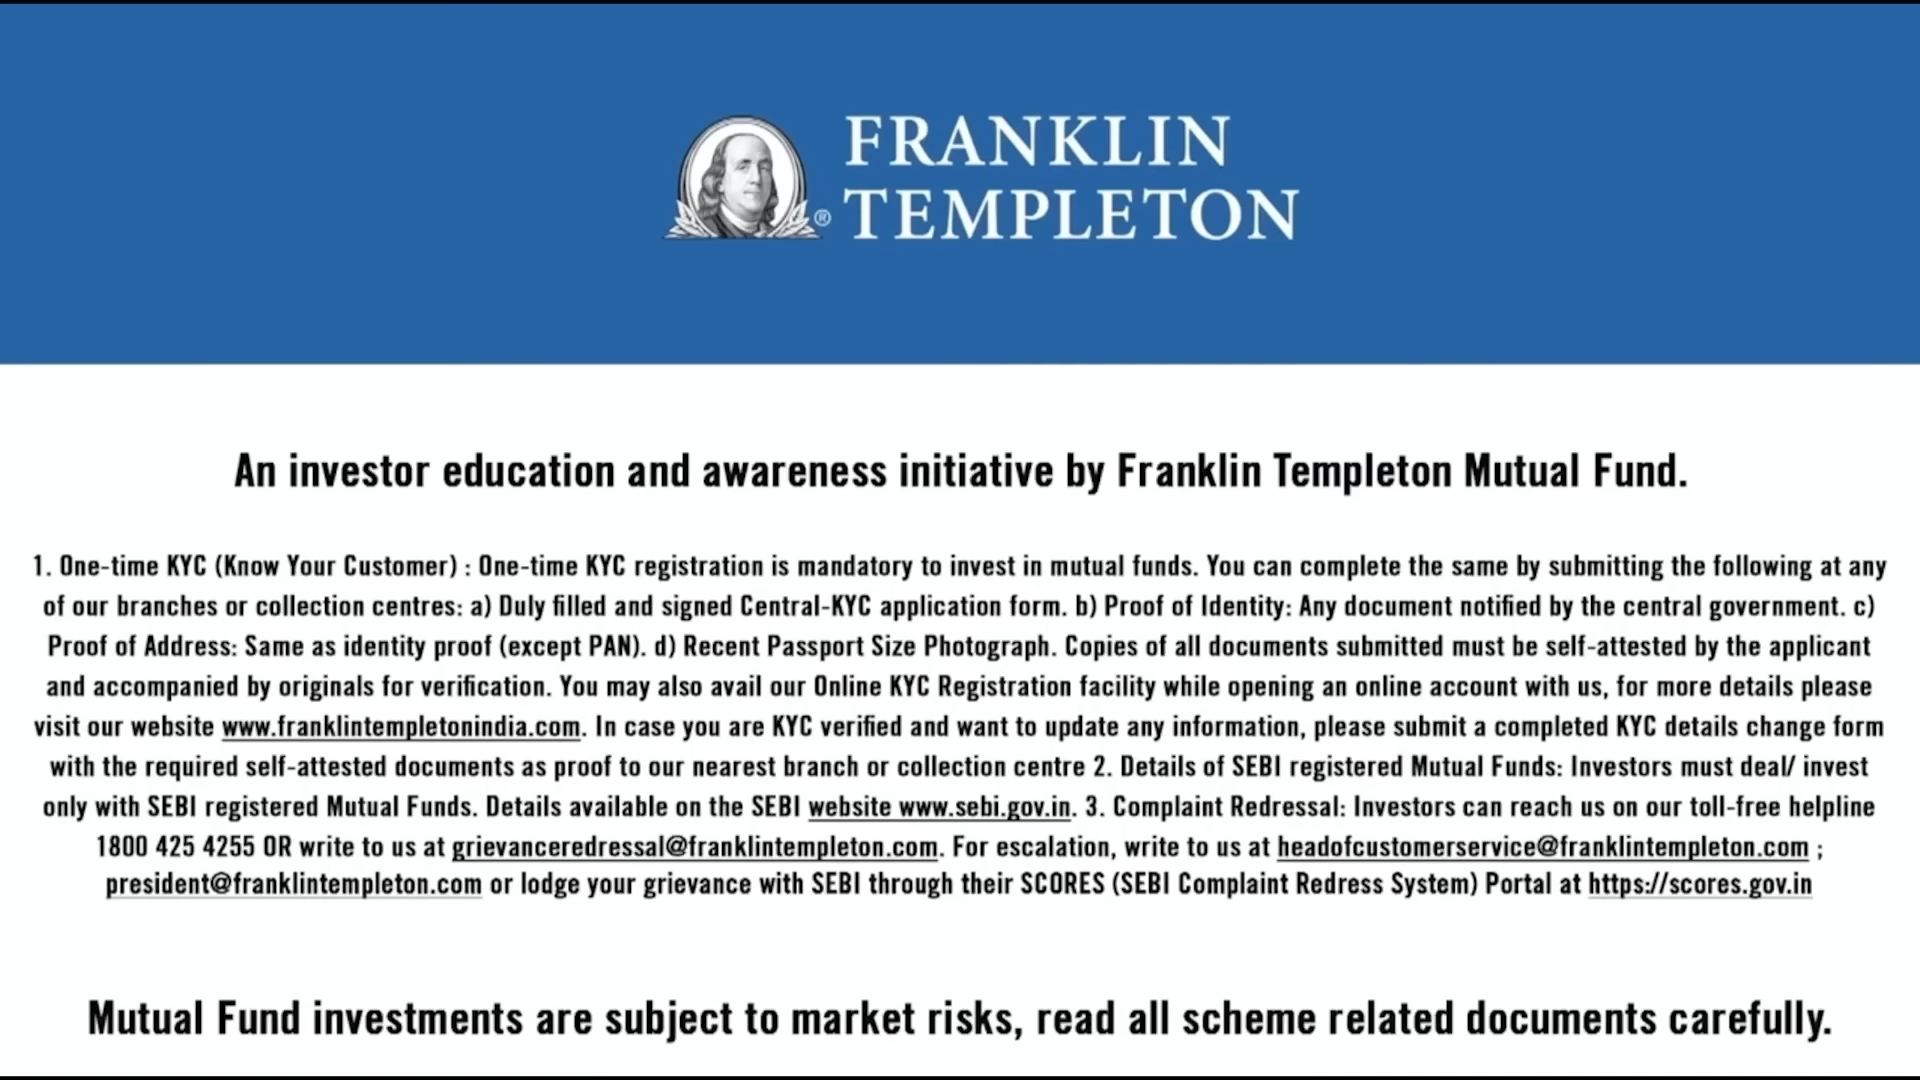 FRANKLIN
TEMPLETON
®
An investor education and awareness initiative by Franklin Templeton Mutual Fund.
1. One-time KYC (Know Your Customer) : One-time KYC registration is mandatory to invest in mutual funds. You can complete the same by submitting the following at any
of our branches or collection centres: a) Duly filled and signed Central-KYC application form. b) Proof of Identity: Any document notified by the central government. c)
Proof of Address: Same as identity proof (except PAN). d) Recent Passport Size Photograph. Copies of all documents submitted must be self-attested by the applicant
and accompanied by originals for verification. You may also avail our Online KYC Registration facility while opening an online account with us, for more details please
visit our website www.franklintempletonindia.com. In case you are KYC verified and want to update any information, please submit a completed KYC details change form
with the required self-attested documents as proof to our nearest branch or collection centre 2. Details of SEBI registered Mutual Funds: Investors must deal/ invest
only with SEBI registered Mutual Funds. Details available on the SEBI website www.sebi.gov.in. 3. Complaint Redressal: Investors can reach us on our toll-free helpline
1800 425 4255 OR write to us at grievanceredressal@franklintempleton.com. For escalation, write to us at headofcustomerservice@franklintempleton.com ;
president@franklintempleton.com or lodge your grievance with SEBI through their SCORES (SEBI Complaint Redress System) Portal at https://scores.gov.in
Mutual Fund investments are subject to market risks, read all scheme related documents carefully.